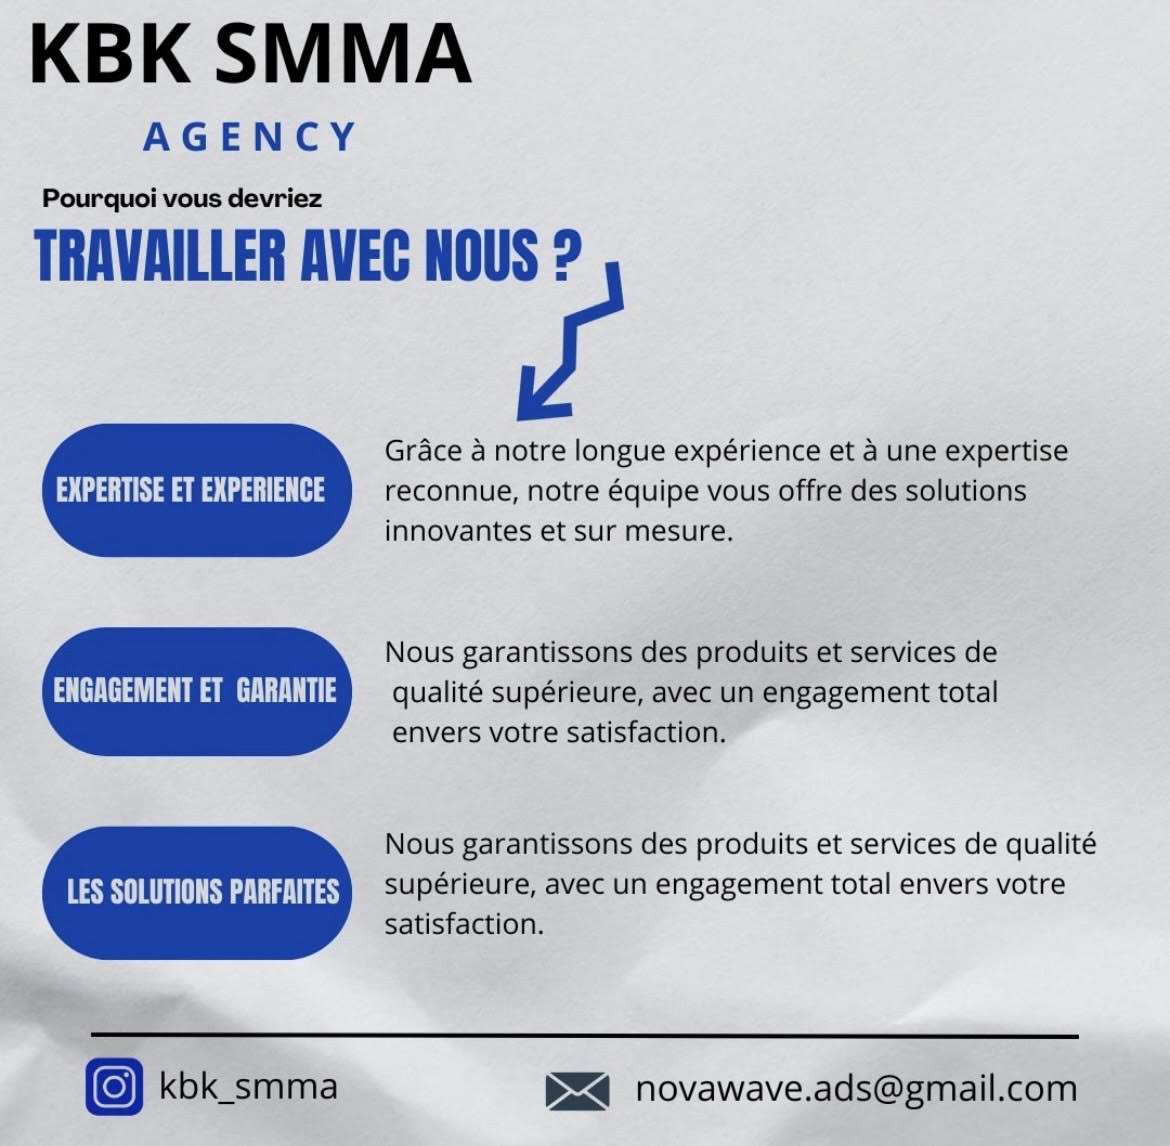 KBK SMMA
AGENCY
Pourquoi vous devriez
TRAVAILLER AVEC NOUS ?
EXPERTISE ET EXPERIENCE
Grâce à notre longue expérience et à une expertise
reconnue, notre équipe vous offre des solutions
innovantes et sur mesure.
ENGAGEMENT ET GARANTIE
Nous garantissons des produits et services de
qualité supérieure, avec un engagement total
envers votre satisfaction.
LES SOLUTIONS PARFAITES
Nous garantissons des produits et services de qualité
supérieure, avec un engagement total envers votre
satisfaction.
kbk_smma
novawave.ads@gmail.com